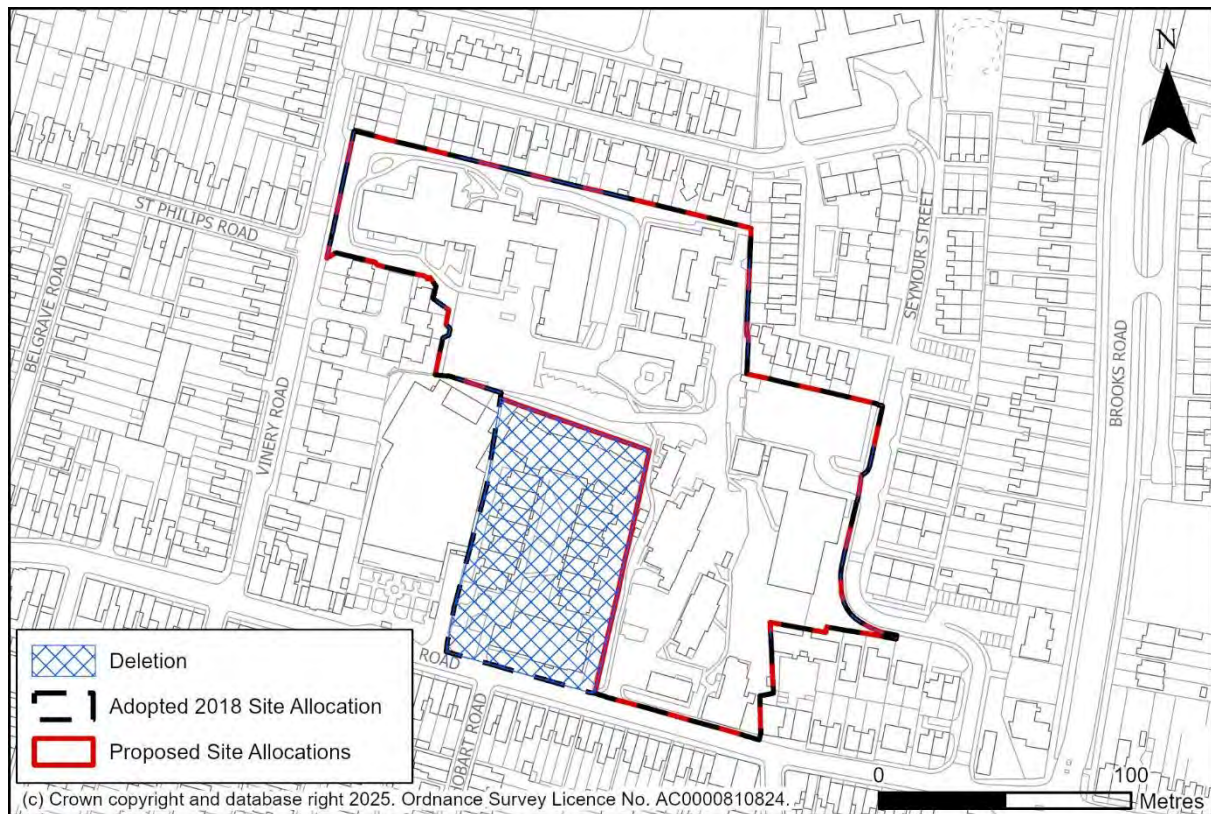 N
ST PHILIPS ROAD
BELGRAVE ROAD
VINERY ROAD
SEYMOUR STREET
BROOKS ROAD
ROAD
HOBART ROAD
Deletion
Adopted 2018 Site Allocation
Proposed Site Allocations
0 100
Metres
(c) Crown copyright and database right 2025. Ordnance Survey Licence No. AC0000810824.